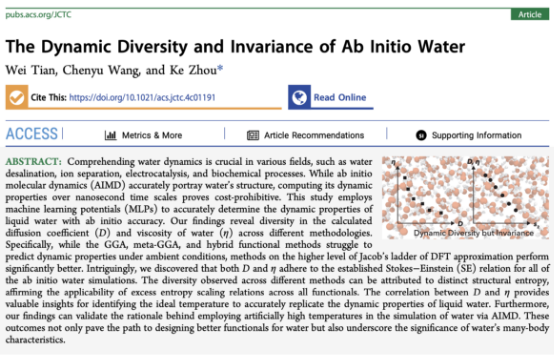 pubs.acs.org/JCTC
Article
The Dynamic Diversity and Invariance of Ab Initio Water
Wei Tian, Chenyu Wang, and Ke Zhou*
Cite This: https://doi.org/10.1021/acs.jctc.4c01191
Read Online
ACCESS
Metrics & More
Article Recommendations
Supporting Information
ABSTRACT: Comprehending water dynamics is crucial in various fields, such as water
desalination, ion separation, electrocatalysis, and biochemical processes. While ab initio
molecular dynamics (AIMD) accurately portray water's structure, computing its dynamic
properties over nanosecond time scales proves cost-prohibitive. This study employs
machine learning potentials (MLPs) to accurately determine the dynamic properties of
liquid water with ab initio accuracy. Our findings reveal diversity in the calculated
diffusion coefficient (D) and viscosity of water (η) across different methodologies.
Specifically, while the GGA, meta-GGA, and hybrid functional methods struggle to
predict dynamic properties under ambient conditions, methods on the higher level of Jacob's ladder of DFT approximation perform
significantly better. Intriguingly, we discovered that both D and η adhere to the established Stokes−Einstein (SE) relation for all of
the ab initio water simulations. The diversity observed across different methods can be attributed to distinct structural entropy,
affirming the applicability of excess entropy scaling relations across all functionals. The correlation between D and η provides
valuable insights for identifying the ideal temperature to accurately replicate the dynamic properties of liquid water. Furthermore,
our findings can validate the rationale behind employing artificially high temperatures in the simulation of water via AIMD. These
outcomes not only pave the path to designing better functionals for water but also underscore the significance of water's many-body
characteristics.
η
D, η
D
Dynamic Diversity but Invariance